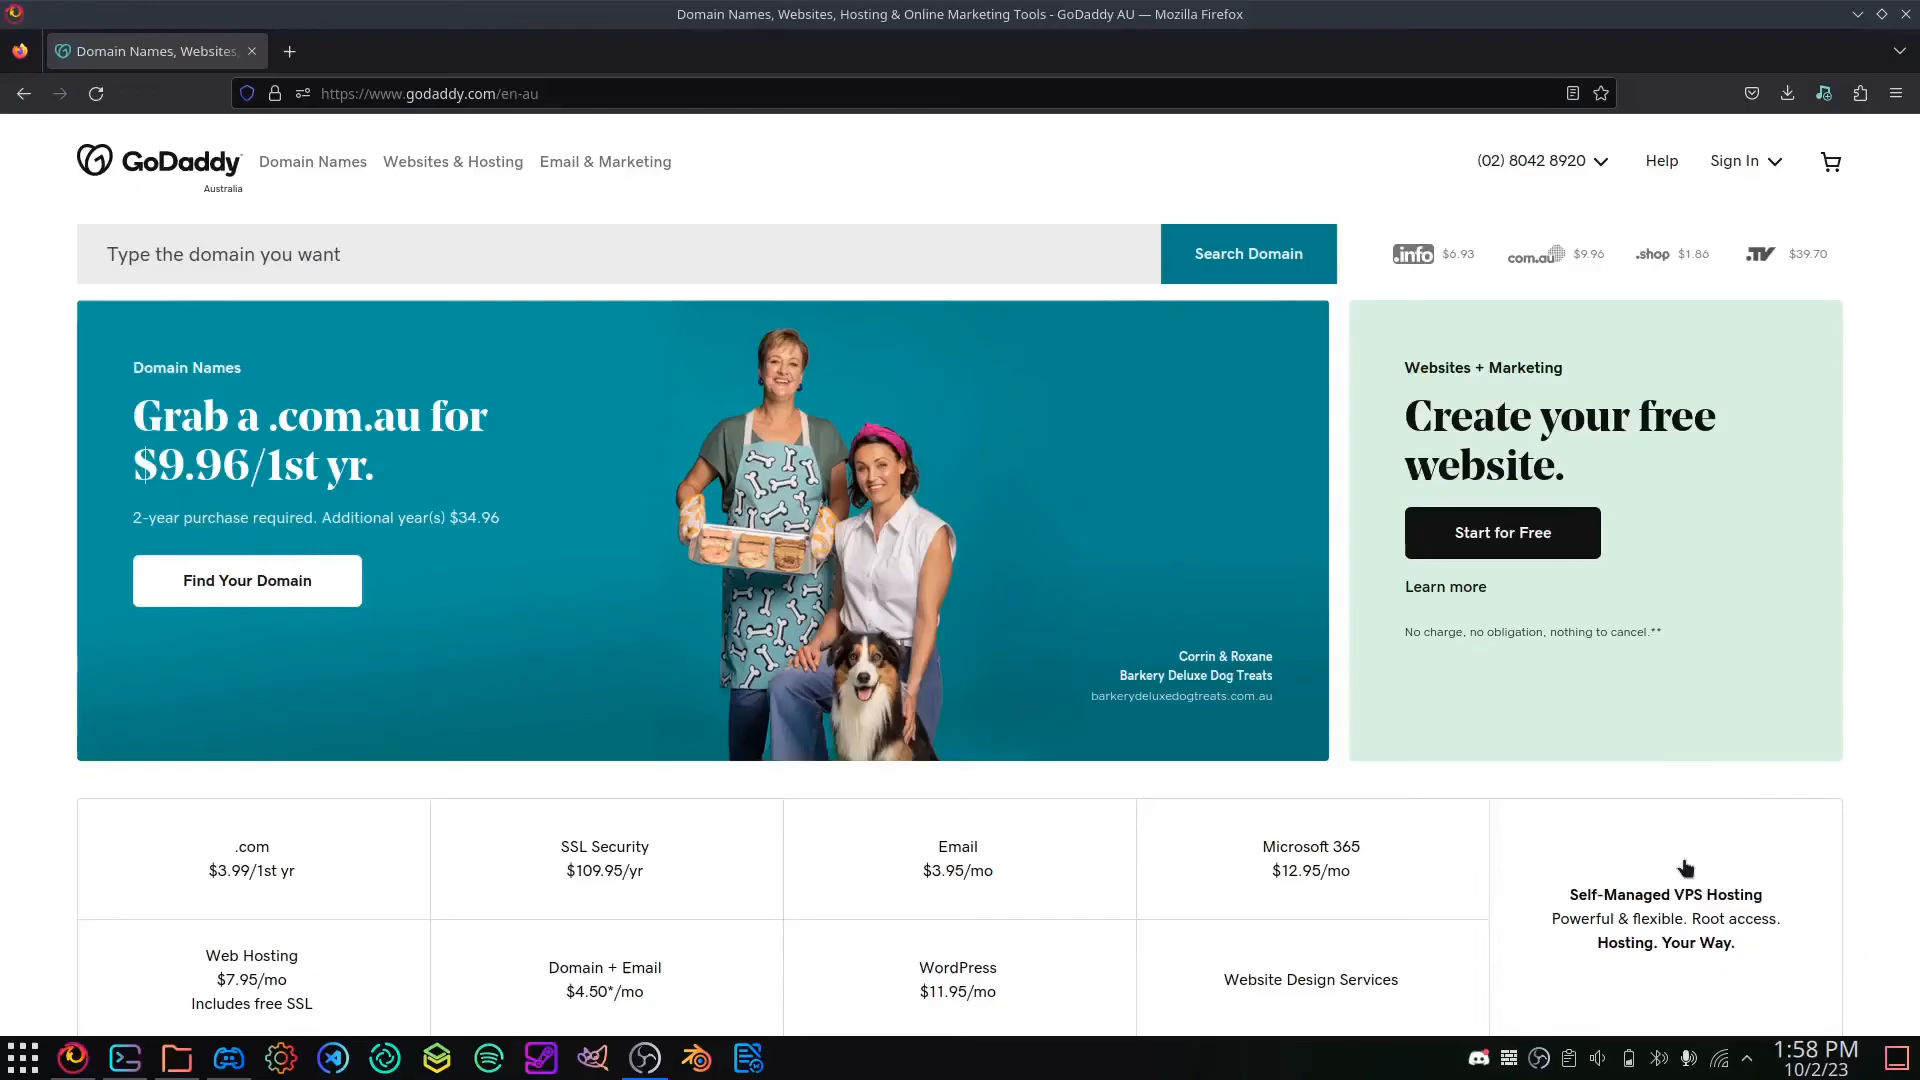 Domain Names, Websites, Hosting & Online Marketing Tools - GoDaddy AU — Mozilla Firefox
Domain Names, Websites,
https://www.godaddy.com/en-au
GoDaddy
Australia
Domain Names
Websites & Hosting
Email & Marketing
(02) 8042 8920
Help
Sign In
Type the domain you want
Search Domain
.info $6.93
com.au $9.96
.shop $1.86
.TV $39.70
Domain Names
Grab a .com.au for
$9.96/1st yr.
2-year purchase required. Additional year(s) $34.96
Find Your Domain
Corrin & Roxane
Barkery Deluxe Dog Treats
barkerydeluxedogtreats.com.au
Websites + Marketing
Create your free
website.
Start for Free
Learn more
No charge, no obligation, nothing to cancel.**
.com
$3.99/1st yr
SSL Security
$109.95/yr
Email
$3.95/mo
Microsoft 365
$12.95/mo
Self-Managed VPS Hosting
Powerful & flexible. Root access.
Hosting. Your Way.
Web Hosting
$7.95/mo
Includes free SSL
Domain + Email
$4.50*/mo
WordPress
$11.95/mo
Website Design Services
1:58 PM
10/2/23